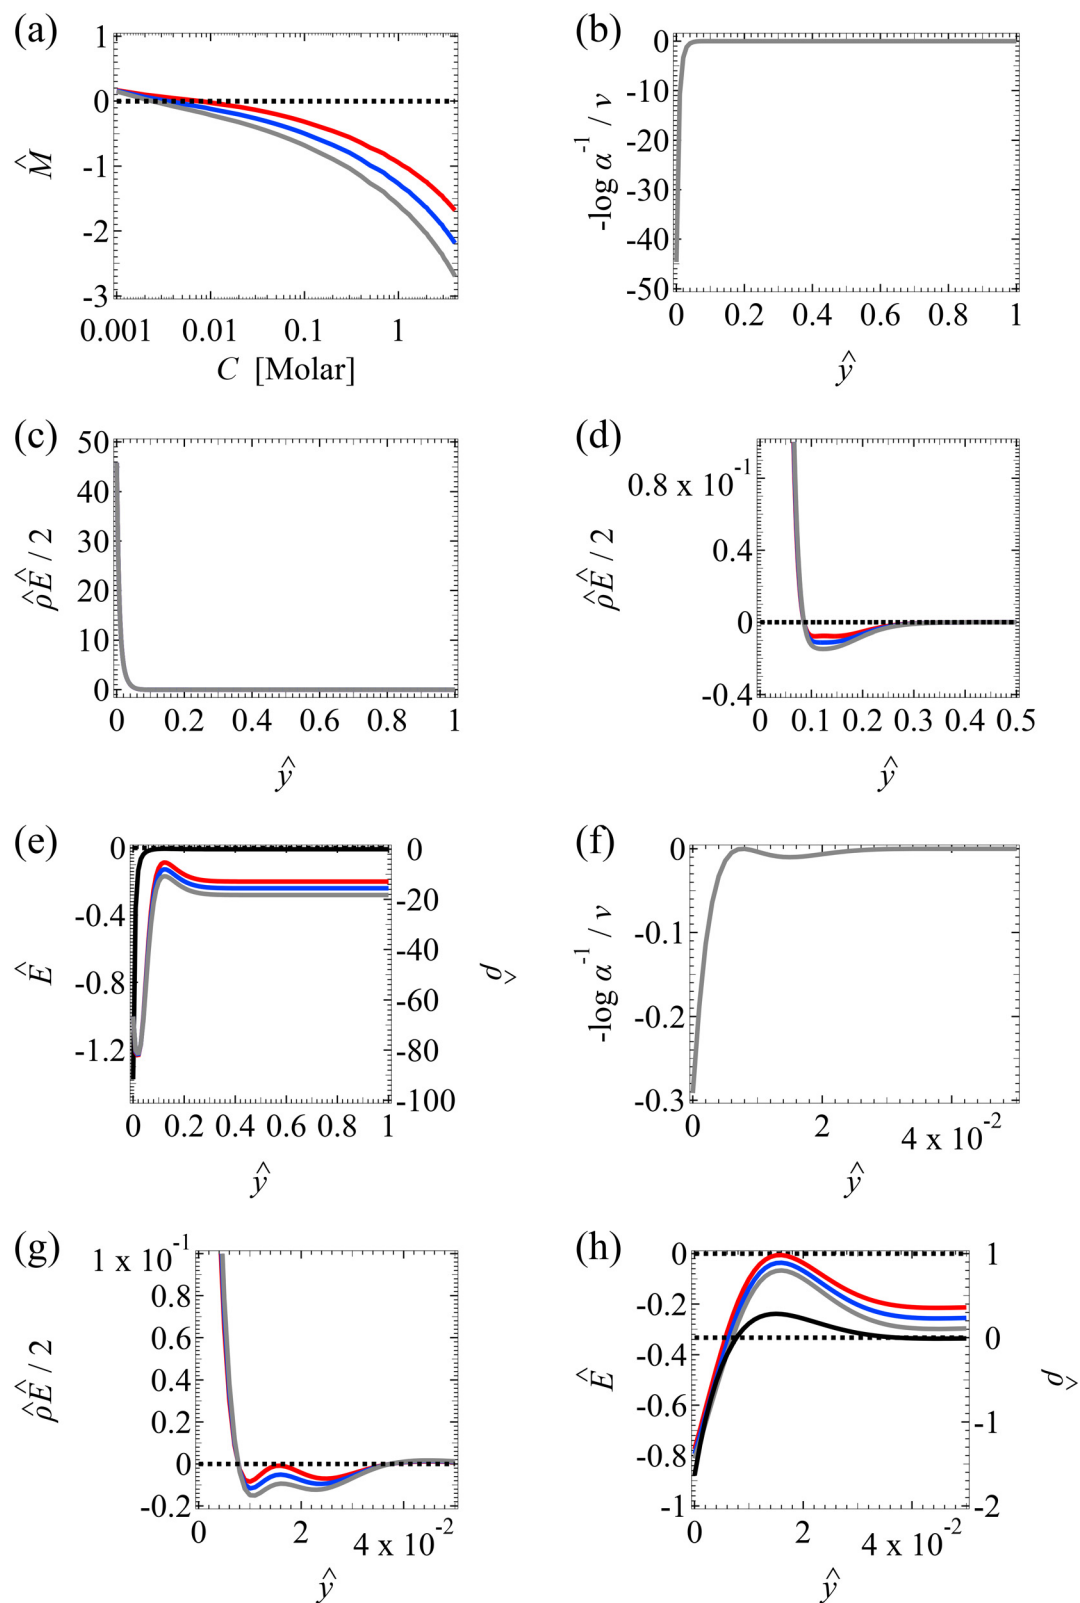 (a)
1
0
-1
-2
-3
M̂
0.001 0.01 0.1 1
C [Molar]
(b)
0
-10
-20
-30
-40
-50
-log α⁻¹ / ν
0 0.2 0.4 0.6 0.8 1
ŷ
(c)
50
40
30
20
10
0
ρ̂Ê / 2
0 0.2 0.4 0.6 0.8 1
ŷ
(d)
0.8 x 10⁻¹
0.4
0
-0.4
ρ̂Ê / 2
0 0.1 0.2 0.3 0.4 0.5
ŷ
(e)
0
-0.4
-0.8
-1.2
Ê
0
-20
-40
-60
-80
-100
ρ̂
0 0.2 0.4 0.6 0.8 1
ŷ
(f)
0
-0.1
-0.2
-0.3
-log α⁻¹ / ν
0 2 4 x 10⁻²
ŷ
(g)
1 x 10⁻¹
0.8
0.6
0.4
0.2
0
-0.2
ρ̂Ê / 2
0 2 4 x 10⁻²
ŷ
(h)
0
-0.2
-0.4
-0.6
-0.8
-1
Ê
1
0
-1
-2
ρ̂
0 2 4 x 10⁻²
ŷ